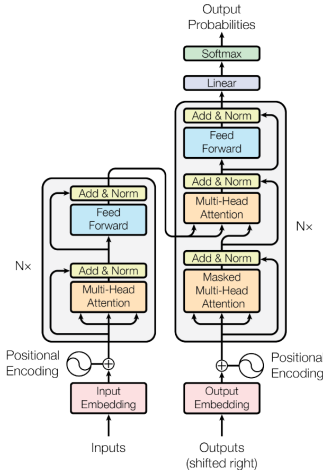 Output
Probabilities
Softmax
Linear
Add & Norm
Feed
Forward
Add & Norm
Multi-Head
Attention
Add & Norm
Masked
Multi-Head
Attention
N×
Add & Norm
Feed
Forward
N×
Add & Norm
Multi-Head
Attention
Positional
Encoding
Positional
Encoding
Input
Embedding
Output
Embedding
Inputs
Outputs
(shifted right)